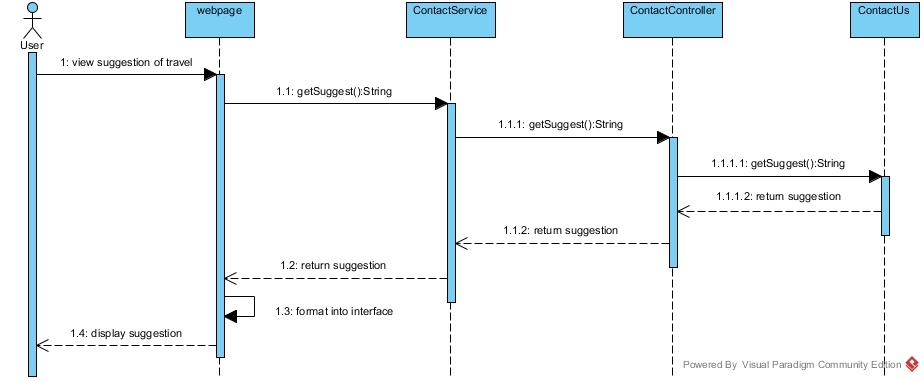 webpage
ContactService
ContactController
ContactUs
User
1: view suggestion of travel
1.1: getSuggest():String
1.1.1: getSuggest():String
1.1.1.1: getSuggest():String
1.1.1.2: return suggestion
1.1.2: return suggestion
1.2: return suggestion
1.3: format into interface
1.4: display suggestion
Powered By Visual Paradigm Community Edition